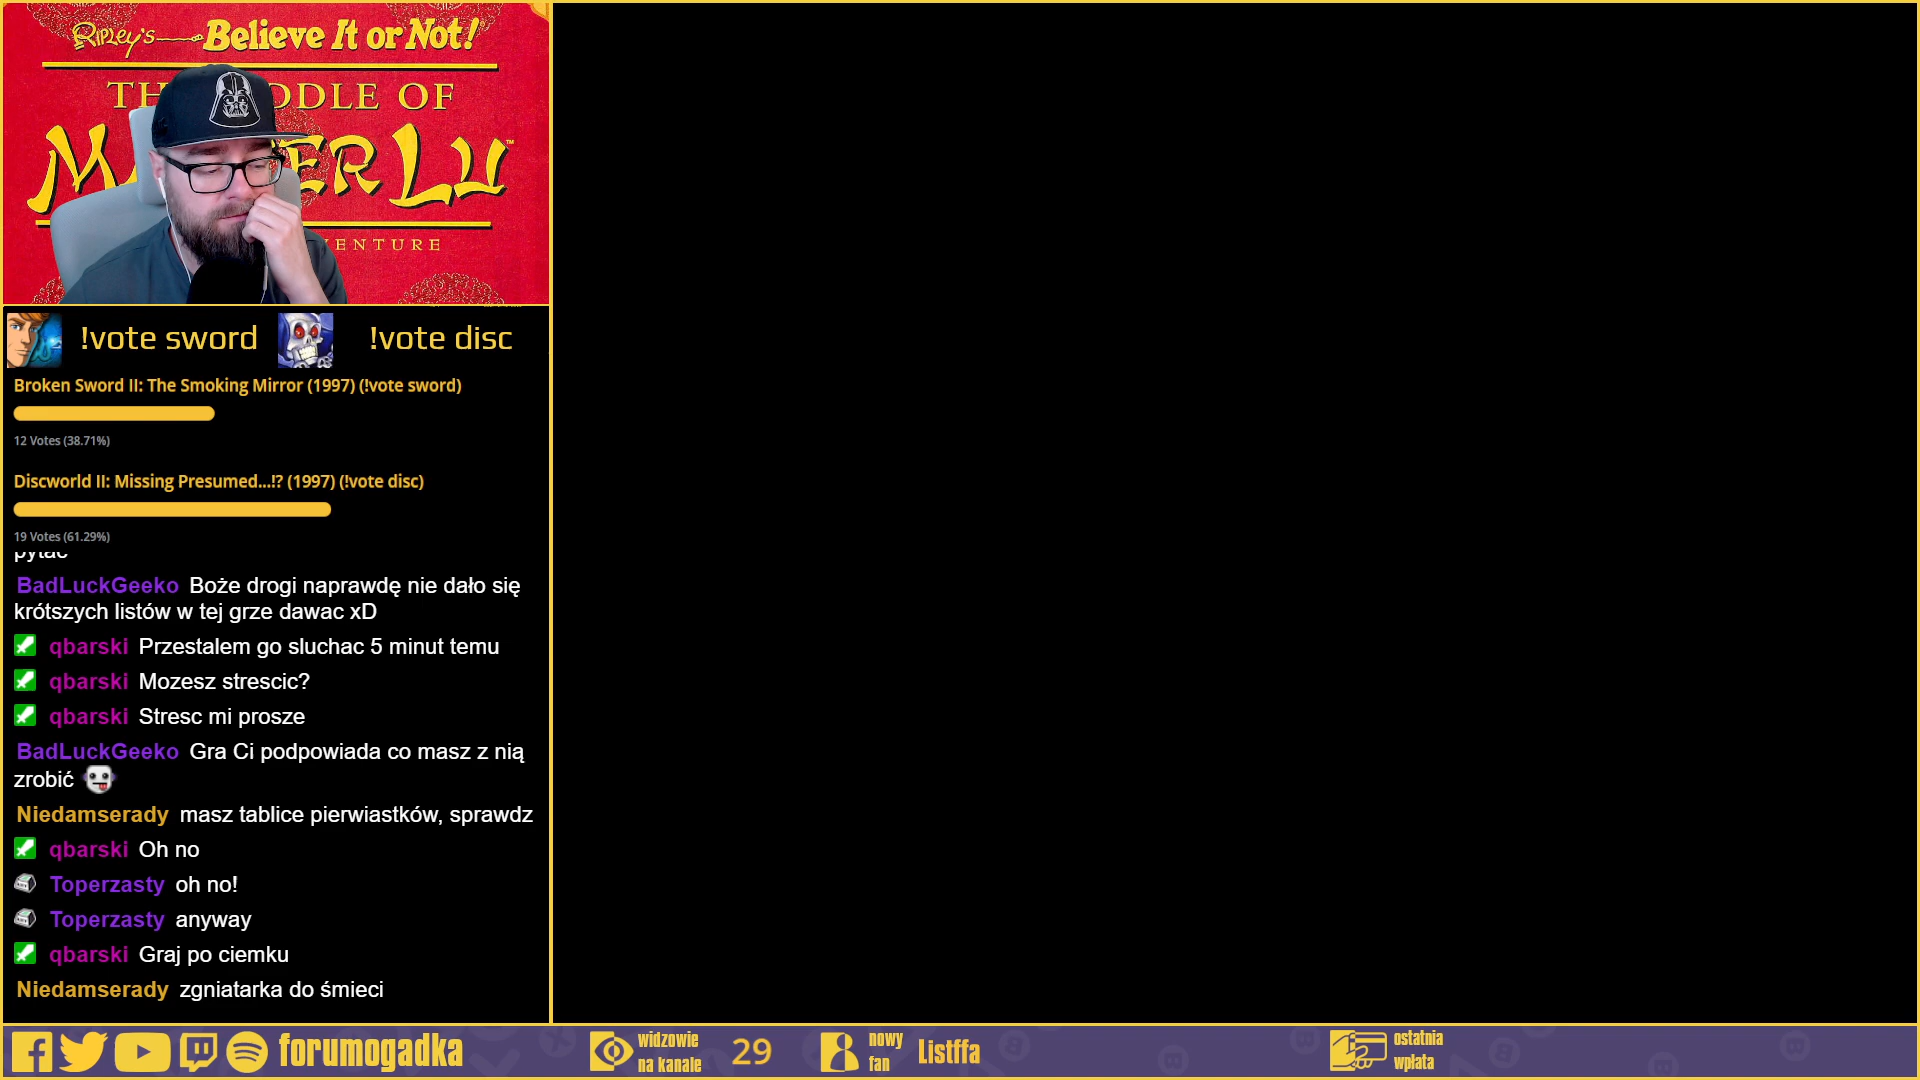 Ripley's Believe It or Not!
TH DDLE OF
M ER LU™
VENTURE
!vote sword !vote disc
Broken Sword II: The Smoking Mirror (1997) (!vote sword)
12 Votes (38.71%)
Discworld II: Missing Presumed...!? (1997) (!vote disc)
19 Votes (61.29%)
pytac
BadLuckGeeko Boże drogi naprawdę nie dało się
krótszych listów w tej grze dawac xD
qbarski Przestalem go sluchac 5 minut temu
qbarski Mozesz strescic?
qbarski Stresc mi prosze
BadLuckGeeko Gra Ci podpowiada co masz z nią
zrobić
Niedamserady masz tablice pierwiastków, sprawdz
qbarski Oh no
Toperzasty oh no!
Toperzasty anyway
qbarski Graj po ciemku
Niedamserady zgniatarka do śmieci
forumogadka
widzowie
na kanale
29
nowy
fan
Listffa
ostatnia
wpłata